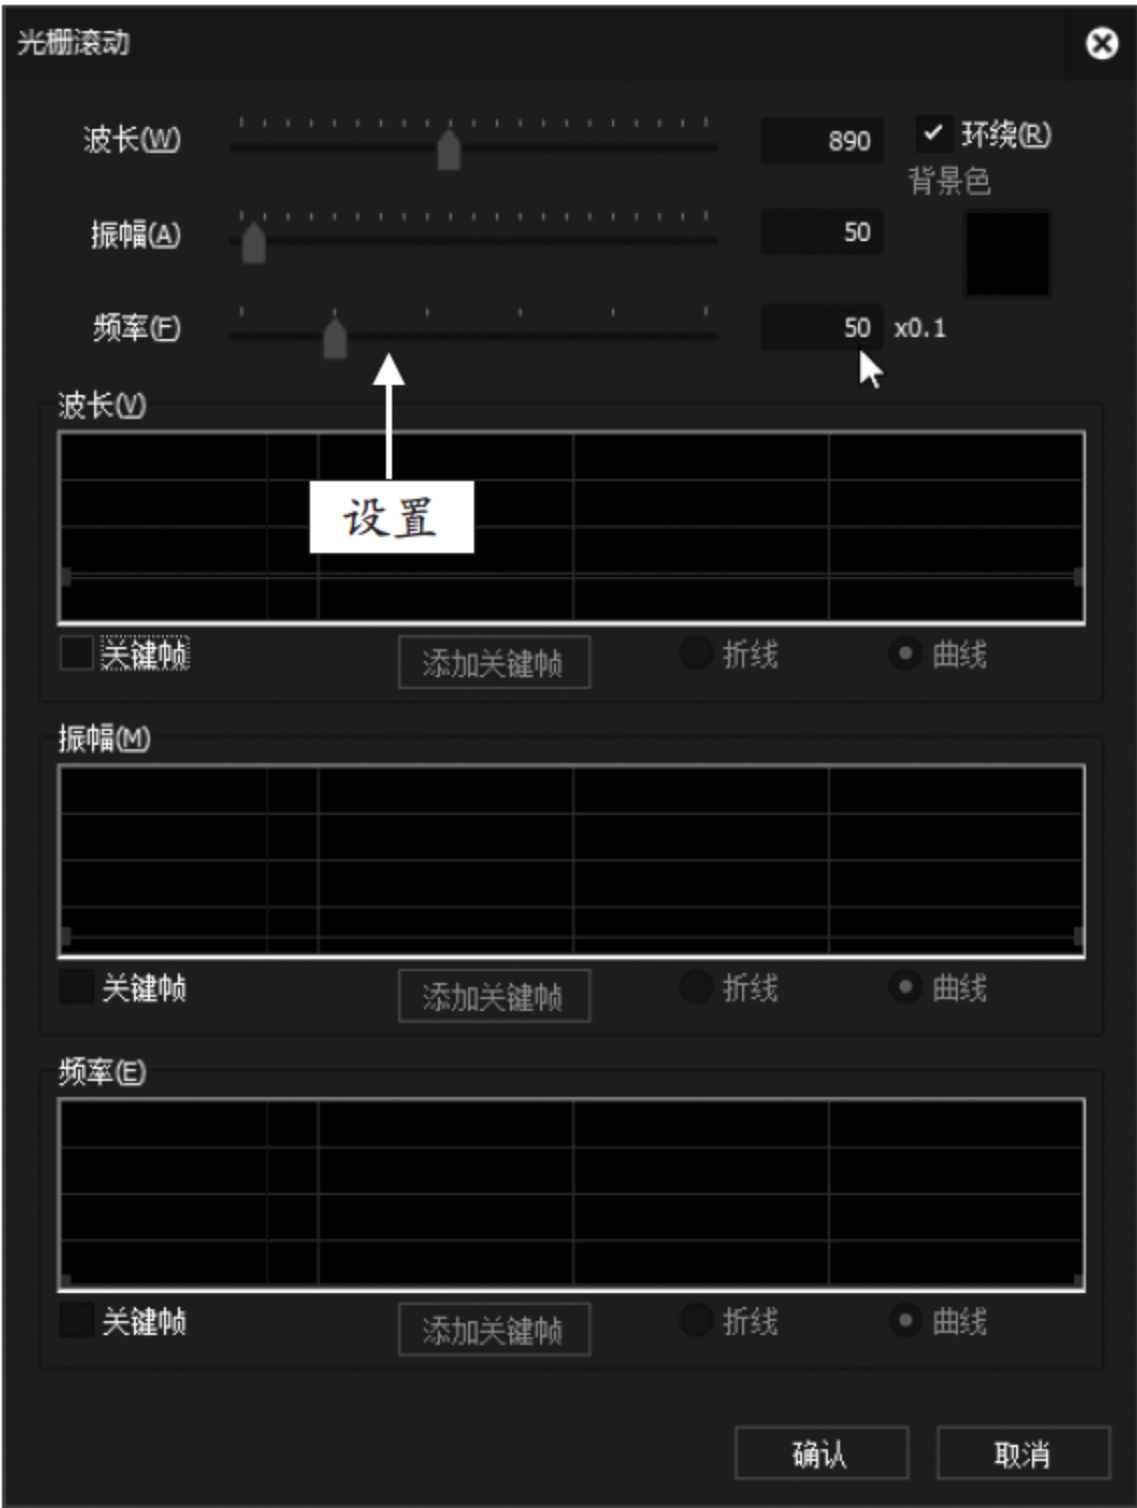 光栅滚动
波长(W) 890 环绕(R)
背景色
振幅(A) 50
频率(F) 50 x0.1
波长(V)
设置
关键帧 添加关键帧 折线 曲线
振幅(M)
关键帧 添加关键帧 折线 曲线
频率(E)
关键帧 添加关键帧 折线 曲线
确认 取消